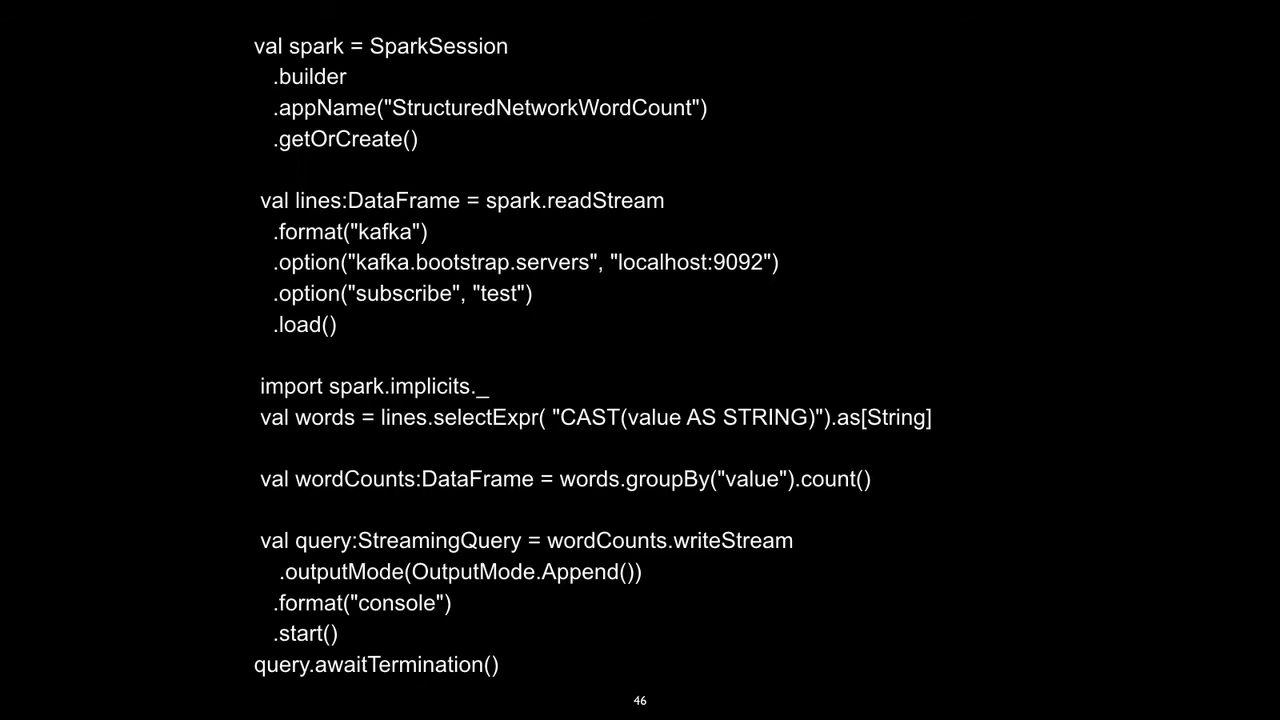 val spark = SparkSession
.builder
.appName("StructuredNetworkWordCount")
.getOrCreate()
val lines:DataFrame = spark.readStream
.format("kafka")
.option("kafka.bootstrap.servers", "localhost:9092")
.option("subscribe", "test")
.load()
import spark.implicits._
val words = lines.selectExpr( "CAST(value AS STRING)").as[String]
val wordCounts:DataFrame = words.groupBy("value").count()
val query:StreamingQuery = wordCounts.writeStream
.outputMode(OutputMode.Append())
.format("console")
.start()
query.awaitTermination()
46